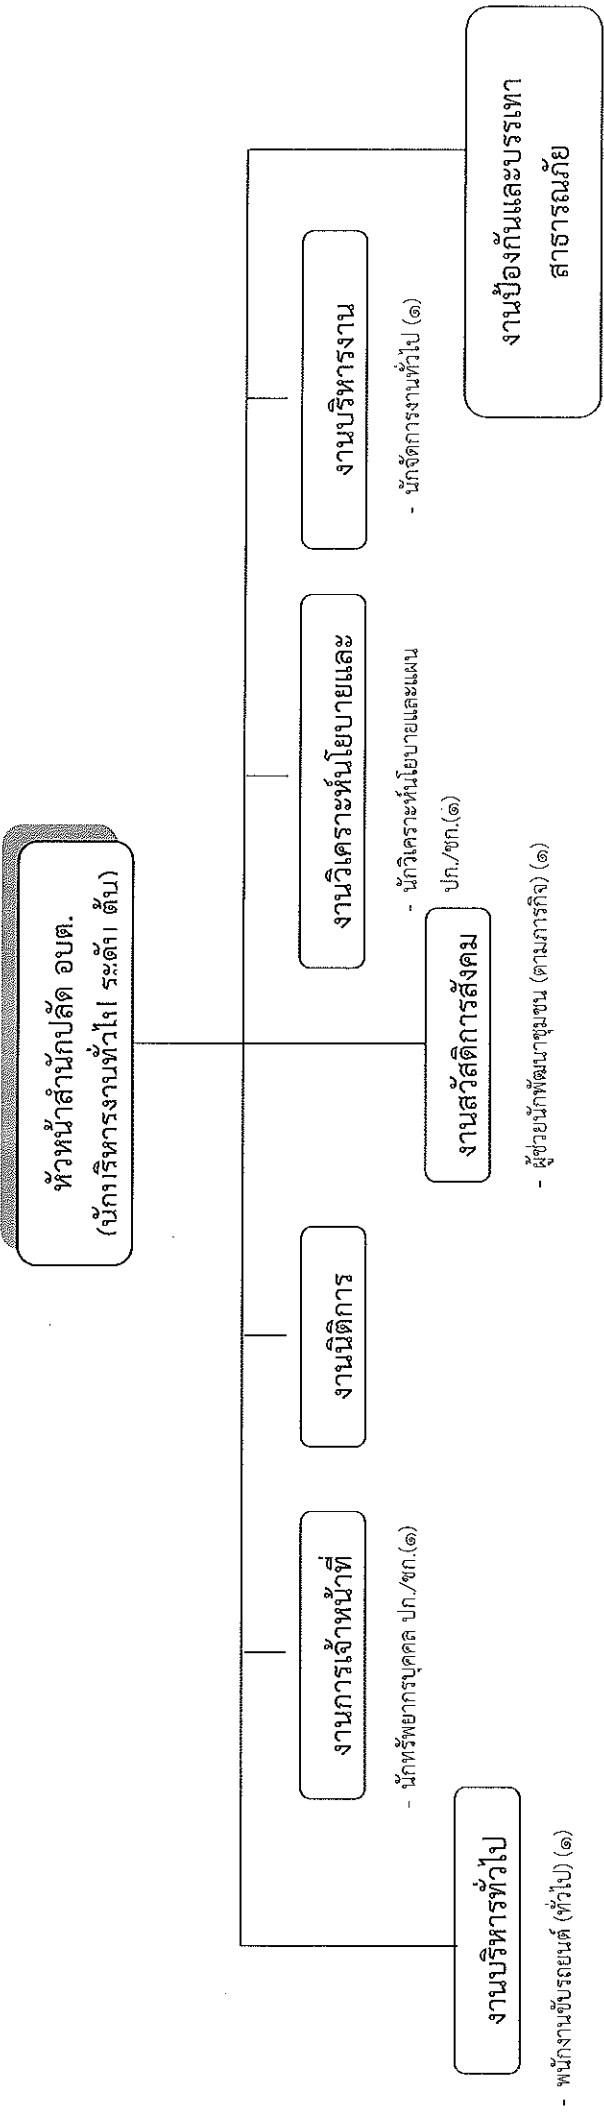 หัวหน้าสำนักปลัด อบต.
(นักบริหารงานทั่วไป ระดับ ต้น)
งานบริหารทั่วไป
- พนักงานขับรถยนต์ (ทั่วไป) (๑)
งานการเจ้าหน้าที่
- นักทรัพยากรบุคคล ปก./ชก.(๑)
งานนิติการ
งานสวัสดิการสังคม
- ผู้ช่วยนักพัฒนาชุมชน (ตามภารกิจ) (๑)
งานวิเคราะห์นโยบายและ
- นักวิเคราะห์นโยบายและแผน
ปก./ชก.(๑)
งานบริหารงาน
- นักจัดการงานทั่วไป (๑)
งานป้องกันและบรรเทา
สาธารณภัย